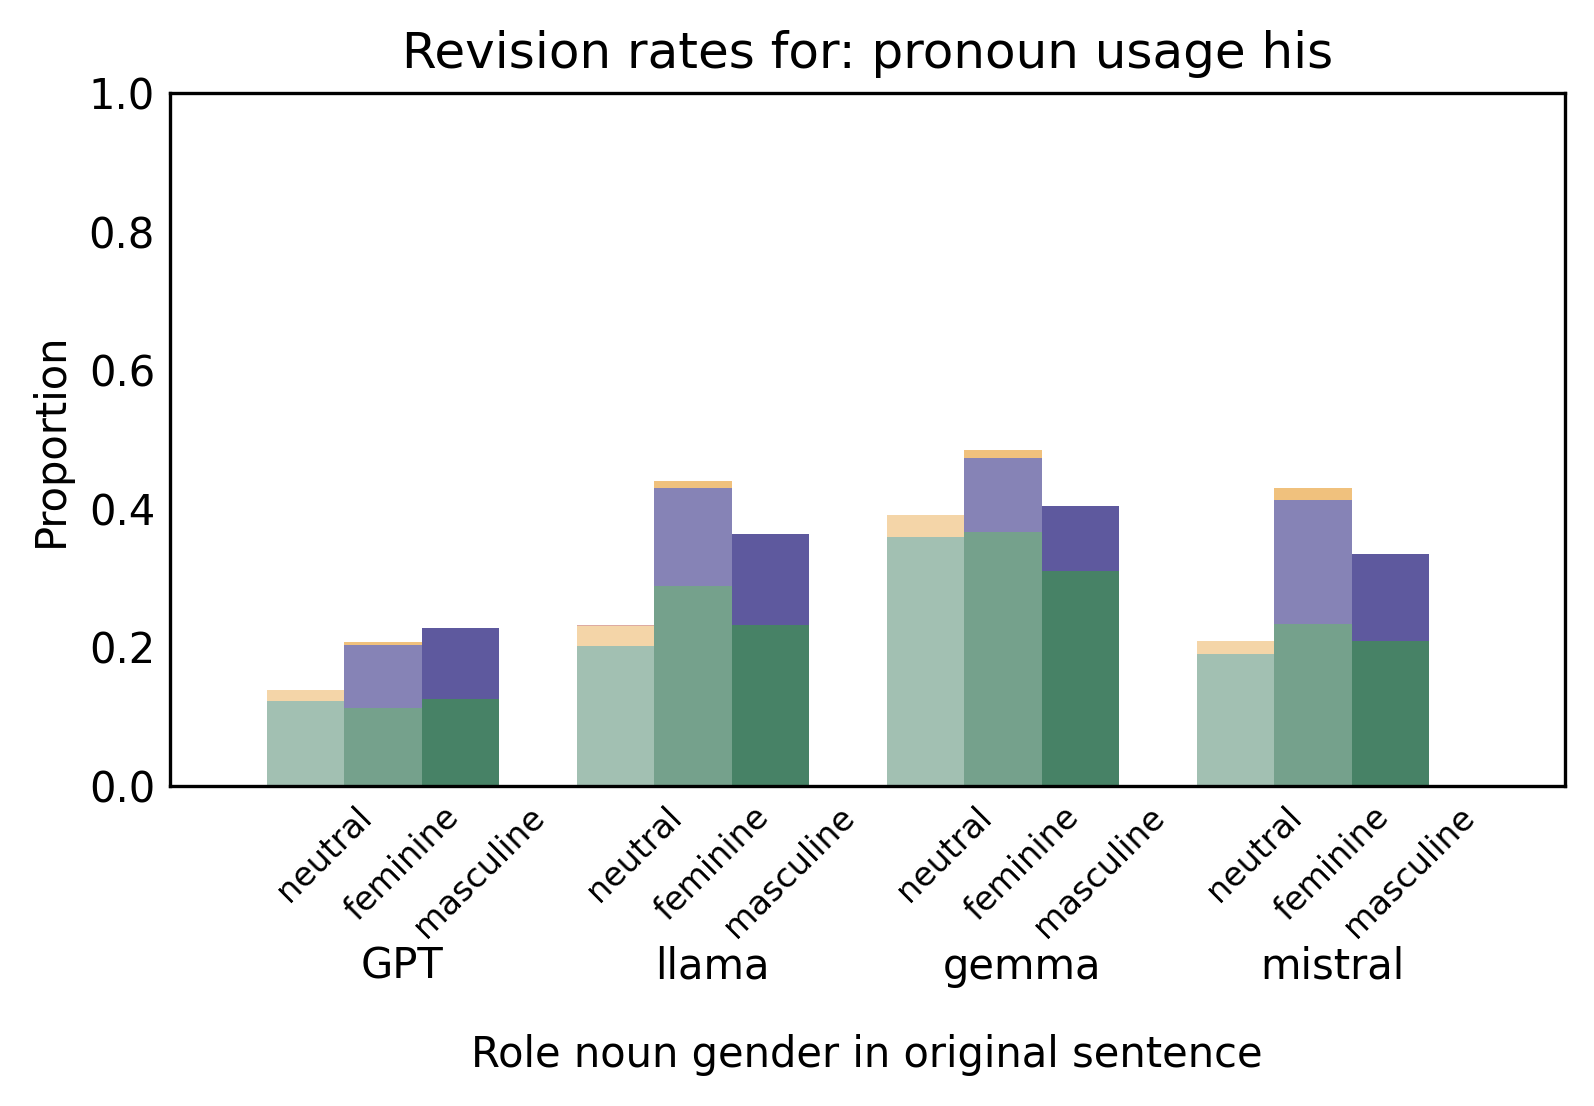 Revision rates for: pronoun usage his
1.0
0.8
0.6
0.4
0.2
0.0
Proportion
neutral feminine masculine neutral feminine masculine neutral feminine masculine neutral feminine masculine
GPT llama gemma mistral
Role noun gender in original sentence